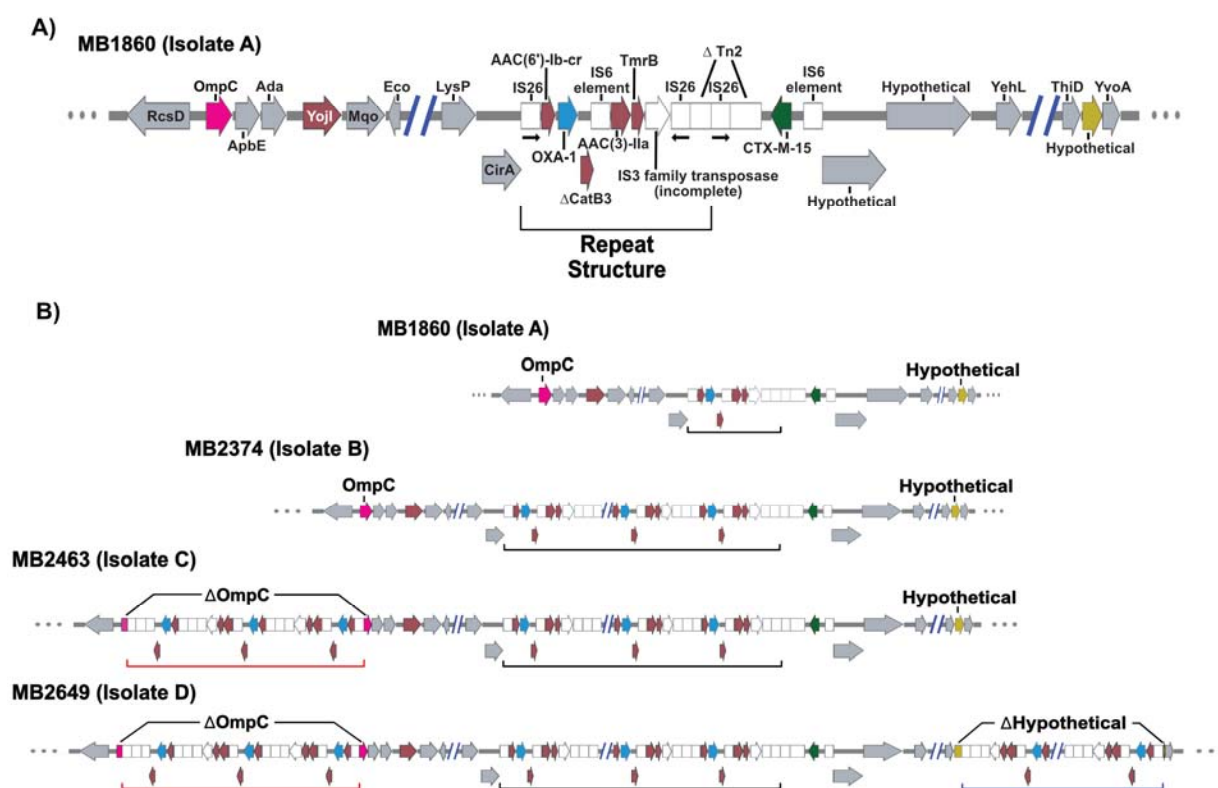 A)
MB1860 (Isolate A)
AAC(6')-Ib-cr
TmrB
Δ Tn2
OmpC
Ada
Eco
LysP
IS26
IS6
element
IS26
IS26
IS6
element
Hypothetical
YehL
ThiD
YvoA
RcsD
YojI
Mqo
ApbE
OXA-1
AAC(3)-IIa
CTX-M-15
Hypothetical
CirA
ΔCatB3
IS3 family transposase
(incomplete)
Hypothetical
Repeat
Structure
B)
MB1860 (Isolate A)
OmpC
Hypothetical
MB2374 (Isolate B)
OmpC
Hypothetical
MB2463 (Isolate C)
ΔOmpC
Hypothetical
MB2649 (Isolate D)
ΔOmpC
ΔHypothetical